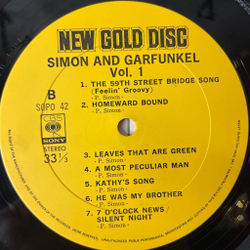 NEW GOLD DISC
SIMON AND GARFUNKEL
Vol. 1
B
SOPO 42
CBS
SONY
STEREO
33⅓
1. THE 59TH STREET BRIDGE SONG
(Feelin' Groovy)
- P. Simon -
2. HOMEWARD BOUND
- P. Simon -
3. LEAVES THAT ARE GREEN
- P. Simon -
4. A MOST PECULIAR MAN
- P. Simon -
5. KATHY'S SONG
- P. Simon -
6. HE WAS MY BROTHER
- P. Simon -
7. 7 O'CLOCK NEWS /
SILENT NIGHT